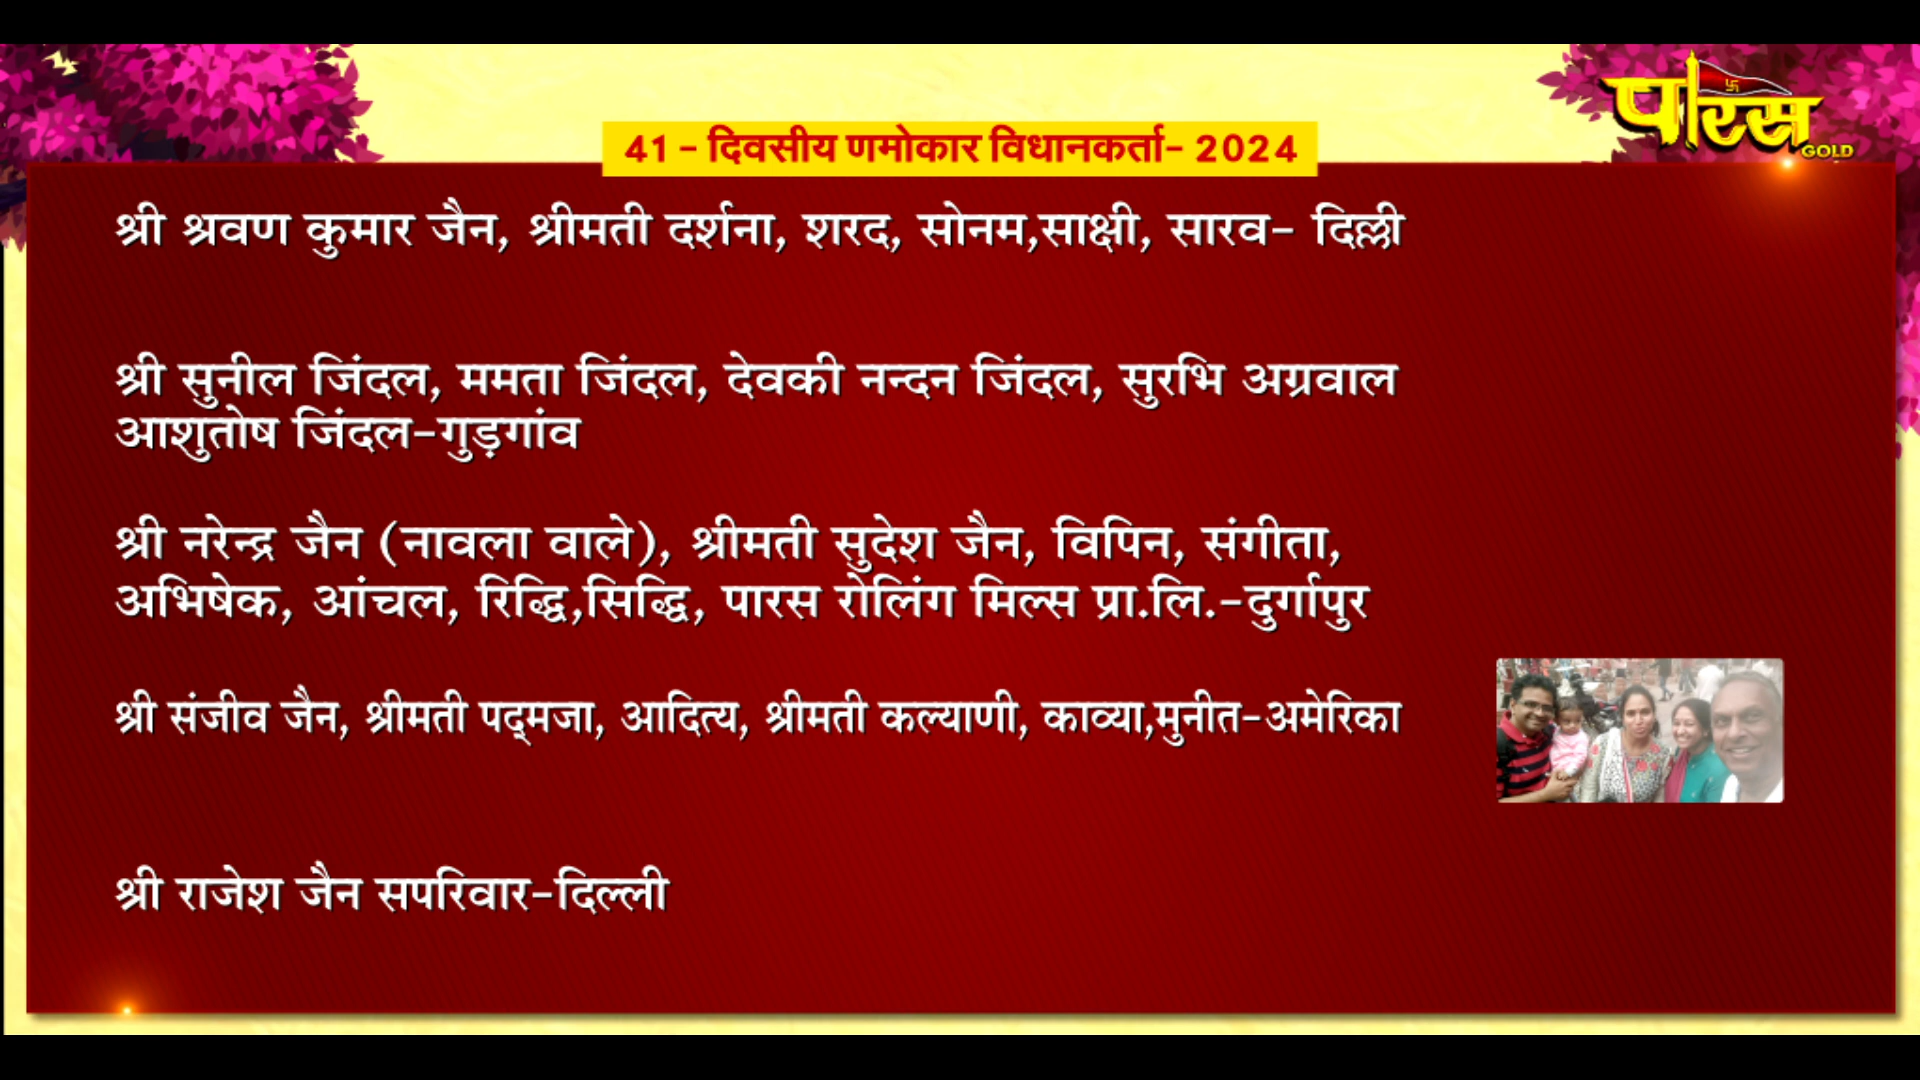 पारस
GOLD
41 - दिवसीय णमोकार विधानकर्ता- 2024
श्री श्रवण कुमार जैन, श्रीमती दर्शना, शरद, सोनम,साक्षी, सारव- दिल्ली
श्री सुनील जिंदल, ममता जिंदल, देवकी नन्दन जिंदल, सुरभि अग्रवाल
आशुतोष जिंदल-गुड़गांव
श्री नरेन्द्र जैन (नावला वाले), श्रीमती सुदेश जैन, विपिन, संगीता,
अभिषेक, आंचल, रिद्धि,सिद्धि, पारस रोलिंग मिल्स प्रा.लि.-दुर्गापुर
श्री संजीव जैन, श्रीमती पद्मजा, आदित्य, श्रीमती कल्याणी, काव्या,मुनीत-अमेरिका
श्री राजेश जैन सपरिवार-दिल्ली